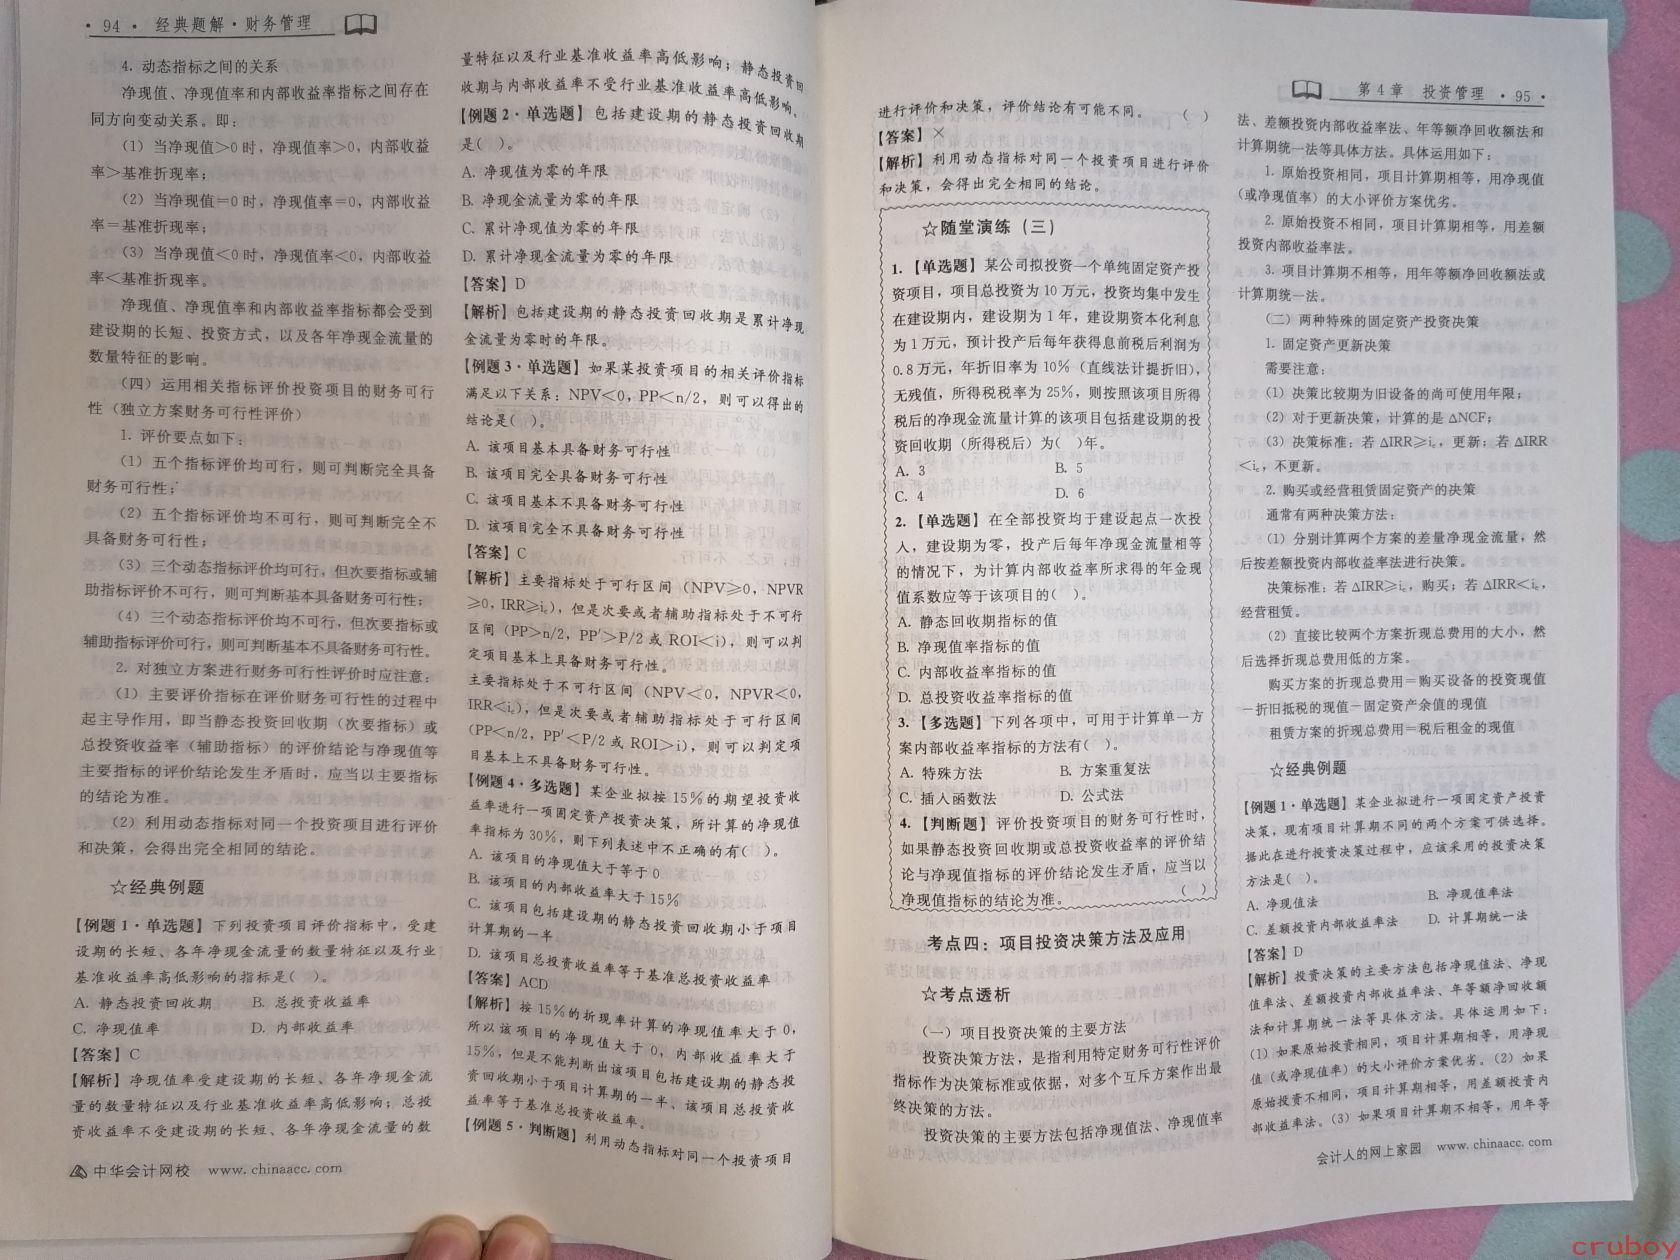 · 94 · 经典题解·财务管理
4. 动态指标之间的关系
净现值、净现值率和内部收益率指标之间存在
同方向变动关系。即:
(1) 当净现值>0时,净现值率>0,内部收益
率>基准折现率;
(2) 当净现值=0时,净现值率=0,内部收益
率=基准折现率;
(3) 当净现值<0时,净现值率<0,内部收益
率<基准折现率。
净现值、净现值率和内部收益率指标都会受到
建设期的长短、投资方式,以及各年净现金流量的
数量特征的影响。
(四) 运用相关指标评价投资项目的财务可行
性(独立方案财务可行性评价)
1. 评价要点如下:
(1) 五个指标评价均可行,则可判断完全具备
财务可行性;
(2) 五个指标评价均不可行,则可判断完全不
具备财务可行性;
(3) 三个动态指标评价均可行,但次要指标或辅
助指标评价不可行,则可判断基本具备财务可行性;
(4) 三个动态指标评价均不可行,但次要指标或
辅助指标评价可行,则可判断基本不具备财务可行性。
2. 对独立方案进行财务可行性评价时应注意:
(1) 主要评价指标在评价财务可行性的过程中
起主导作用,即当静态投资回收期(次要指标)或
总投资收益率(辅助指标)的评价结论与净现值等
主要指标的评价结论发生矛盾时,应当以主要指标
的结论为准。
(2) 利用动态指标对同一个投资项目进行评价
和决策,会得出完全相同的结论。
☆经典例题
【例题1·单选题】下列投资项目评价指标中,受建
设期的长短、各年净现金流量的数量特征以及行业
基准收益率高低影响的指标是( )。
A. 静态投资回收期 B. 总投资收益率
C. 净现值率 D. 内部收益率
【答案】C
【解析】净现值率受建设期的长短、各年净现金流
量的数量特征以及行业基准收益率高低影响;总投
资收益率不受建设期的长短、各年净现金流量的数
中华会计网校 www.chinaacc.com
量特征以及行业基准收益率高低影响;静态投资回
收期与内部收益率不受行业基准收益率高低影响。
【例题2·单选题】包括建设期的静态投资回收期
是( )。
A. 净现值为零的年限
B. 净现金流量为零的年限
C. 累计净现值为零的年限
D. 累计净现金流量为零的年限
【答案】D
【解析】包括建设期的静态投资回收期是累计净现
金流量为零时的年限。
【例题3·单选题】如果某投资项目的相关评价指标
满足以下关系:NPV<0,PP<n/2,则可以得出的
结论是( )。
A. 该项目基本具备财务可行性
B. 该项目完全具备财务可行性
C. 该项目基本不具备财务可行性
D. 该项目完全不具备财务可行性
【答案】C
【解析】主要指标处于可行区间(NPV≥0,NPVR
≥0,IRR≥ic),但是次要或者辅助指标处于不可行
区间(PP>n/2,PP′>P/2或ROI<i),则可以判
定项目基本上具备财务可行性。
主要指标处于不可行区间(NPV<0,NPVR<0,
IRR<ic),但是次要或者辅助指标处于可行区间
(PP<n/2,PP′<P/2或ROI>i),则可以判定项
目基本上不具备财务可行性。
【例题4·多选题】某企业拟按15%的期望投资收
益率进行一项固定资产投资决策,所计算的净现值
率指标为30%,则下列表述中不正确的有( )。
A. 该项目的净现值大于等于0
B. 该项目的内部收益率大于15%
C. 该项目包括建设期的静态投资回收期小于项目
计算期的一半
D. 该项目总投资收益率等于基准总投资收益率
【答案】ACD
【解析】按15%的折现率计算的净现值率大于0,
所以该项目的净现值大于0,内部收益率大于
15%,但是不能判断出该项目包括建设期的静态投
资回收期小于项目计算期的一半、该项目总投资收
益率等于基准总投资收益率。
【例题5·判断题】利用动态指标对同一个投资项目
第4章 投资管理 · 95 ·
进行评价和决策,评价结论有可能不同。 ( )
【答案】×
【解析】利用动态指标对同一个投资项目进行评价
和决策,会得出完全相同的结论。
☆随堂演练(三)
1.【单选题】某公司拟投资一个单纯固定资产投
资项目,项目总投资为10万元,投资均集中发生
在建设期内,建设期为1年,建设期资本化利息
为1万元,预计投产后每年获得息前税后利润为
0.8万元,年折旧率为10%(直线法计提折旧),
无残值,所得税税率为25%,则按照该项目所得
税后的净现金流量计算的该项目包括建设期的投
资回收期(所得税后)为( )年。
A. 3 B. 5
C. 4 D. 6
2.【单选题】在全部投资均于建设起点一次投
入,建设期为零,投产后每年净现金流量相等
的情况下,为计算内部收益率所求得的年金现
值系数应等于该项目的( )。
A. 静态回收期指标的值
B. 净现值率指标的值
C. 内部收益率指标的值
D. 总投资收益率指标的值
3.【多选题】下列各项中,可用于计算单一方
案内部收益率指标的方法有( )。
A. 特殊方法 B. 方案重复法
C. 插入函数法 D. 公式法
4.【判断题】评价投资项目的财务可行性时,
如果静态投资回收期或总投资收益率的评价结
论与净现值指标的评价结论发生矛盾,应当以
净现值指标的结论为准。 ( )
考点四:项目投资决策方法及应用
☆考点透析
(一) 项目投资决策的主要方法
投资决策方法,是指利用特定财务可行性评价
指标作为决策标准或依据,对多个互斥方案作出最
终决策的方法。
投资决策的主要方法包括净现值法、净现值率
法、差额投资内部收益率法、年等额净回收额法和
计算期统一法等具体方法。具体运用如下:
1. 原始投资相同,项目计算期相等,用净现值
(或净现值率)的大小评价方案优劣。
2. 原始投资不相同,项目计算期相等,用差额
投资内部收益率法。
3. 项目计算期不相等,用年等额净回收额法或
计算期统一法。
(二) 两种特殊的固定资产投资决策
1. 固定资产更新决策
需要注意:
(1) 决策比较期为旧设备的尚可使用年限;
(2) 对于更新决策,计算的是ΔNCF;
(3) 决策标准:若ΔIRR≥ic,更新;若ΔIRR
<ic,不更新。
2. 购买或经营租赁固定资产的决策
通常有两种决策方法:
(1) 分别计算两个方案的差量净现金流量,然
后按差额投资内部收益率法进行决策。
决策标准:若ΔIRR≥ic,购买;若ΔIRR<ic,
经营租赁。
(2) 直接比较两个方案折现总费用的大小,然
后选择折现总费用低的方案。
购买方案的折现总费用=购买设备的投资现值
-折旧抵税的现值-固定资产余值的现值
租赁方案的折现总费用=税后租金的现值
☆经典例题
【例题1·单选题】某企业拟进行一项固定资产投资
决策,现有项目计算期不同的两个方案可供选择。
据此在进行投资决策过程中,应该采用的投资决策
方法是( )。
A. 净现值法 B. 净现值率法
C. 差额投资内部收益率法 D. 计算期统一法
【答案】D
【解析】投资决策的主要方法包括净现值法、净现
值率法、差额投资内部收益率法、年等额净回收额
法和计算期统一法等具体方法。具体运用如下:
(1)如果原始投资相同,项目计算期相等,用净现
值(或净现值率)的大小评价方案优劣。(2)如果
原始投资不相同,项目计算期相等,用差额投资内
部收益率法。(3)如果项目计算期不相等,用年等
会计人的网上家园 www.chinaacc.com
cruboy